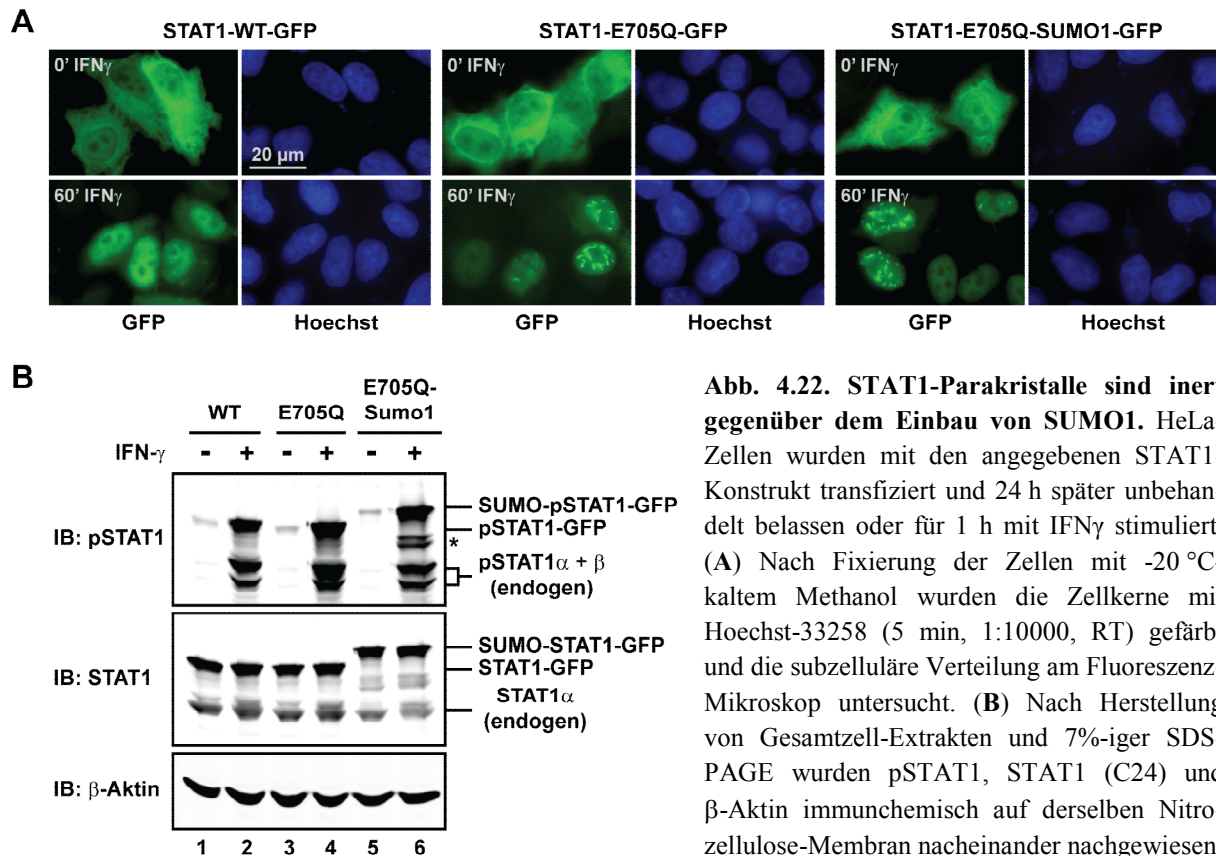 A
STAT1-WT-GFP
STAT1-E705Q-GFP
STAT1-E705Q-SUMO1-GFP
0' IFNγ
20 µm
0' IFNγ
0' IFNγ
60' IFNγ
60' IFNγ
60' IFNγ
GFP
Hoechst
GFP
Hoechst
GFP
Hoechst
B
WT
E705Q
E705Q-
Sumo1
IFN-γ
- + - + - +
IB: pSTAT1
SUMO-pSTAT1-GFP
pSTAT1-GFP
*
pSTAT1α + β
(endogen)
IB: STAT1
SUMO-STAT1-GFP
STAT1-GFP
STAT1α
(endogen)
IB: β-Aktin
1 2 3 4 5 6
Abb. 4.22. STAT1-Parakristalle sind iner
gegenüber dem Einbau von SUMO1. HeLa
Zellen wurden mit den angegebenen STAT1
Konstrukt transfiziert und 24 h später unbehan
delt belassen oder für 1 h mit IFNγ stimuliert
(A) Nach Fixierung der Zellen mit -20 °C
kaltem Methanol wurden die Zellkerne mi
Hoechst-33258 (5 min, 1:10000, RT) gefärb
und die subzelluläre Verteilung am Fluoreszenz
Mikroskop untersucht. (B) Nach Herstellung
von Gesamtzell-Extrakten und 7%-iger SDS
PAGE wurden pSTAT1, STAT1 (C24) und
β-Aktin immunchemisch auf derselben Nitro
zellulose-Membran nacheinander nachgewiesen